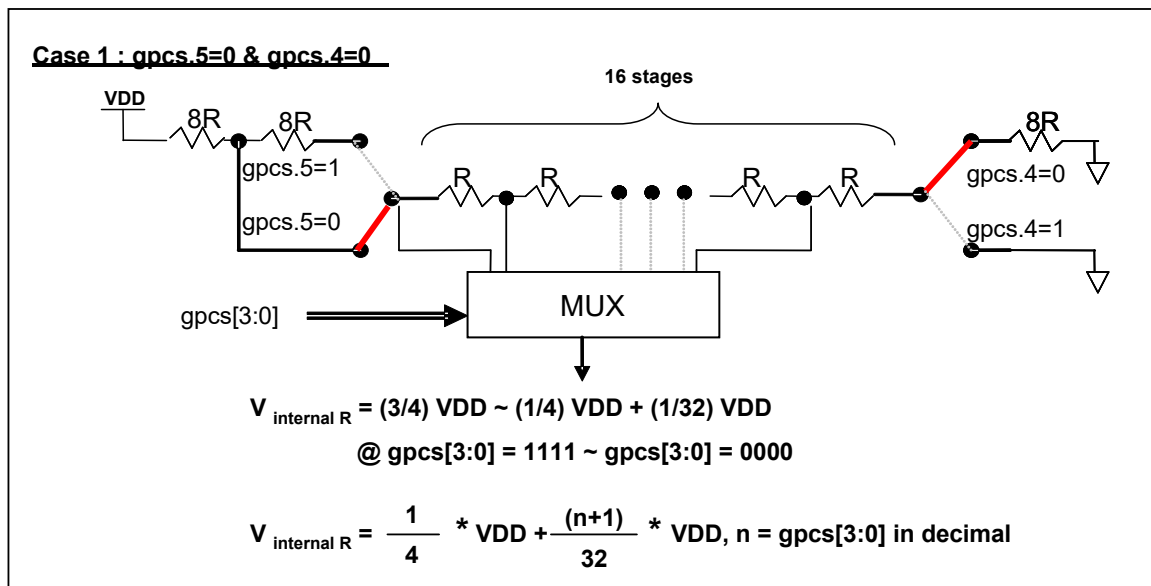 Case 1 : gpcs.5=0 & gpcs.4=0
16 stages
VDD
8R
8R
8R
gpcs.5=1
gpcs.4=0
R
R
R
R
gpcs.5=0
gpcs.4=1
gpcs[3:0]
MUX
V internal R = (3/4) VDD ~ (1/4) VDD + (1/32) VDD
@ gpcs[3:0] = 1111 ~ gpcs[3:0] = 0000
V internal R = 1/4 * VDD + (n+1)/32 * VDD, n = gpcs[3:0] in decimal